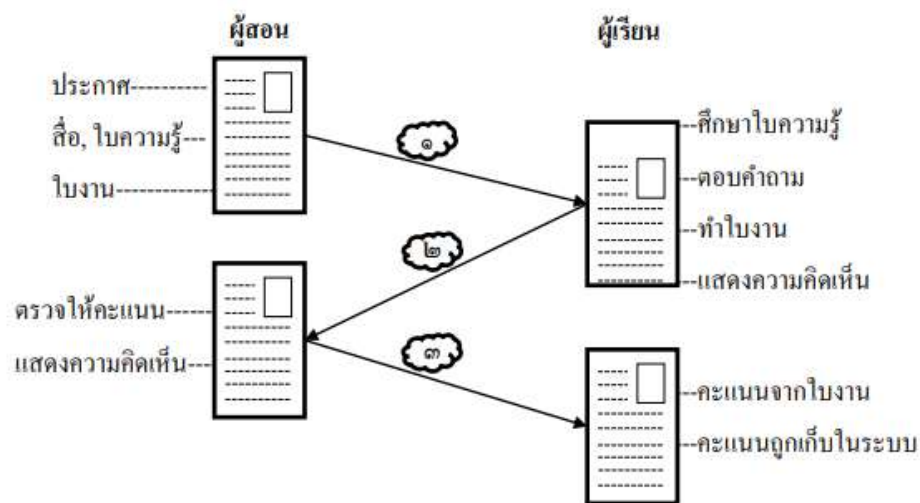 ผู้สอน
ผู้เรียน
ประกาศ
สื่อ, ใบความรู้
ใบงาน
๑
ศึกษาใบความรู้
ตอบคำถาม
ทำใบงาน
แสดงความคิดเห็น
๒
ตรวจให้คะแนน
แสดงความคิดเห็น
๓
คะแนนจากใบงาน
คะแนนถูกเก็บในระบบ